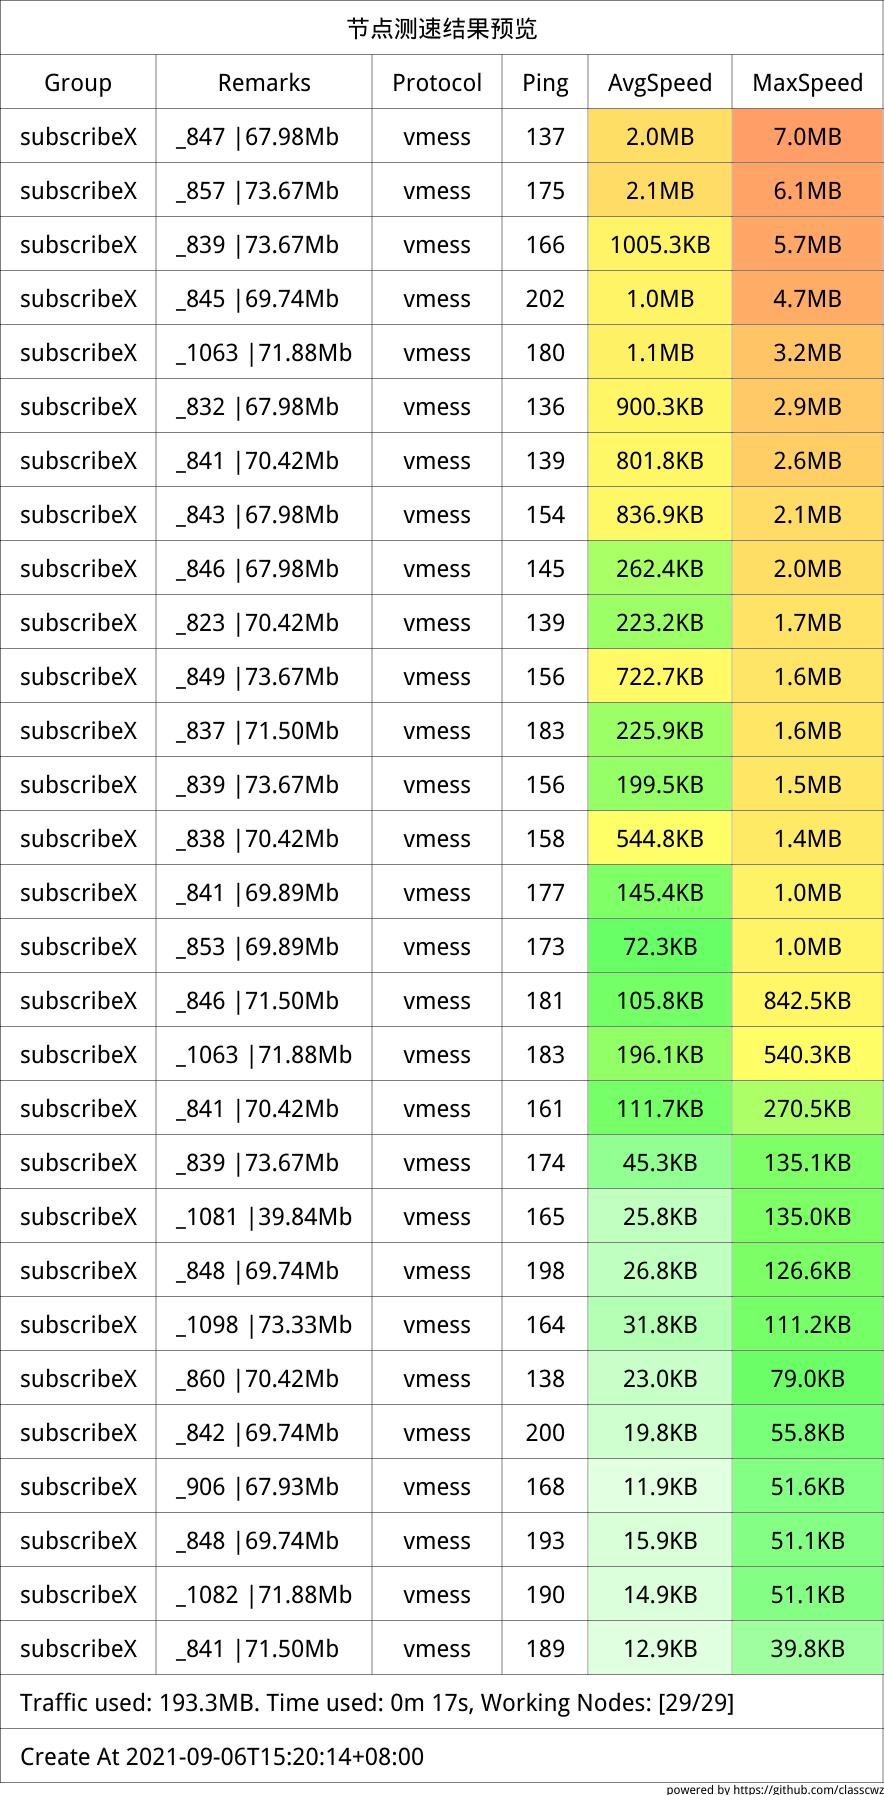 节点测速结果预览
Group Remarks Protocol Ping AvgSpeed MaxSpeed
subscribeX _847 |67.98Mb vmess 137 2.0MB 7.0MB
subscribeX _857 |73.67Mb vmess 175 2.1MB 6.1MB
subscribeX _839 |73.67Mb vmess 166 1005.3KB 5.7MB
subscribeX _845 |69.74Mb vmess 202 1.0MB 4.7MB
subscribeX _1063 |71.88Mb vmess 180 1.1MB 3.2MB
subscribeX _832 |67.98Mb vmess 136 900.3KB 2.9MB
subscribeX _841 |70.42Mb vmess 139 801.8KB 2.6MB
subscribeX _843 |67.98Mb vmess 154 836.9KB 2.1MB
subscribeX _846 |67.98Mb vmess 145 262.4KB 2.0MB
subscribeX _823 |70.42Mb vmess 139 223.2KB 1.7MB
subscribeX _849 |73.67Mb vmess 156 722.7KB 1.6MB
subscribeX _837 |71.50Mb vmess 183 225.9KB 1.6MB
subscribeX _839 |73.67Mb vmess 156 199.5KB 1.5MB
subscribeX _838 |70.42Mb vmess 158 544.8KB 1.4MB
subscribeX _841 |69.89Mb vmess 177 145.4KB 1.0MB
subscribeX _853 |69.89Mb vmess 173 72.3KB 1.0MB
subscribeX _846 |71.50Mb vmess 181 105.8KB 842.5KB
subscribeX _1063 |71.88Mb vmess 183 196.1KB 540.3KB
subscribeX _841 |70.42Mb vmess 161 111.7KB 270.5KB
subscribeX _839 |73.67Mb vmess 174 45.3KB 135.1KB
subscribeX _1081 |39.84Mb vmess 165 25.8KB 135.0KB
subscribeX _848 |69.74Mb vmess 198 26.8KB 126.6KB
subscribeX _1098 |73.33Mb vmess 164 31.8KB 111.2KB
subscribeX _860 |70.42Mb vmess 138 23.0KB 79.0KB
subscribeX _842 |69.74Mb vmess 200 19.8KB 55.8KB
subscribeX _906 |67.93Mb vmess 168 11.9KB 51.6KB
subscribeX _848 |69.74Mb vmess 193 15.9KB 51.1KB
subscribeX _1082 |71.88Mb vmess 190 14.9KB 51.1KB
subscribeX _841 |71.50Mb vmess 189 12.9KB 39.8KB
Traffic used: 193.3MB. Time used: 0m 17s, Working Nodes: [29/29]
Create At 2021-09-06T15:20:14+08:00
powered by https://github.com/classcwz